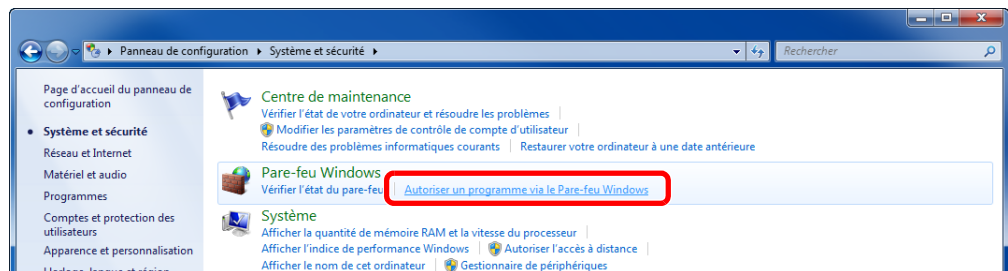 Panneau de configuration ▸ Système et sécurité ▸
Rechercher
Page d'accueil du panneau de
configuration
Système et sécurité
Réseau et Internet
Matériel et audio
Programmes
Comptes et protection des
utilisateurs
Apparence et personnalisation
Horloge, langue et région
Centre de maintenance
Vérifier l'état de votre ordinateur et résoudre les problèmes
Modifier les paramètres de contrôle de compte d'utilisateur
Résoudre des problèmes informatiques courants | Restaurer votre ordinateur à une date antérieure
Pare-feu Windows
Vérifier l'état du pare-feu | Autoriser un programme via le Pare-feu Windows
Système
Afficher la quantité de mémoire RAM et la vitesse du processeur
Afficher l'indice de performance Windows | Autoriser l'accès à distance
Afficher le nom de cet ordinateur | Gestionnaire de périphériques